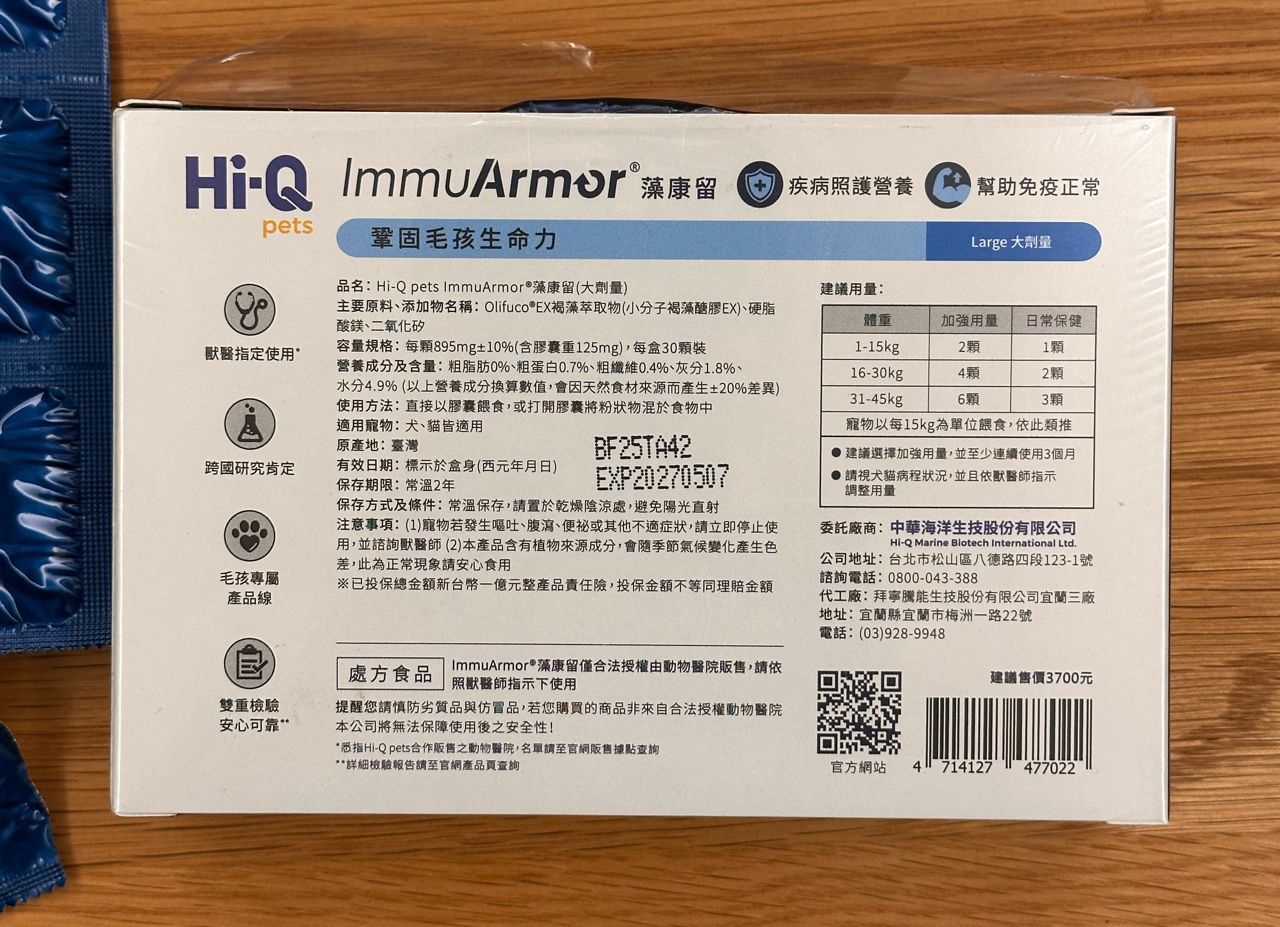 Hi-Q
pets
ImmuArmor®藻康留
疾病照護營養
幫助免疫正常
鞏固毛孩生命力
Large 大劑量
獸醫指定使用*
跨國研究肯定
毛孩專屬
產品線
雙重檢驗
安心可靠**
品名：Hi-Q pets ImmuArmor®藻康留(大劑量)
主要原料、添加物名稱：Olifuco®EX褐藻萃取物(小分子褐藻醣膠EX)、硬脂
酸鎂、二氧化矽
容量規格：每顆895mg±10%(含膠囊重125mg)，每盒30顆裝
營養成分及含量：粗脂肪0%、粗蛋白0.7%、粗纖維0.4%、灰分1.8%、
水分4.9% (以上營養成分換算數值，會因天然食材來源而產生±20%差異)
使用方法：直接以膠囊餵食，或打開膠囊將粉狀物混於食物中
適用寵物：犬、貓皆適用
原產地：臺灣
有效日期：標示於盒身(西元年月日)
保存期限：常溫2年
BF25TA42
EXP20270507
保存方式及條件：常溫保存，請置於乾燥陰涼處，避免陽光直射
注意事項：(1)寵物若發生嘔吐、腹瀉、便祕或其他不適症狀，請立即停止使
用，並諮詢獸醫師 (2)本產品含有植物來源成分，會隨季節氣候變化產生色
差，此為正常現象請安心食用
※已投保總金額新台幣一億元整產品責任險，投保金額不等同理賠金額
處方食品
ImmuArmor®藻康留僅合法授權由動物醫院販售，請依
照獸醫師指示下使用
提醒您請慎防劣質品與仿冒品，若您購買的商品非來自合法授權動物醫院
本公司將無法保障使用後之安全性！
*悉指Hi-Q pets合作販售之動物醫院，名單請至官網販售據點查詢
**詳細檢驗報告請至官網產品頁查詢
建議用量：
體重 加強用量 日常保健
1-15kg 2顆 1顆
16-30kg 4顆 2顆
31-45kg 6顆 3顆
寵物以每15kg為單位餵食，依此類推
●建議選擇加強用量，並至少連續使用3個月
●請視犬貓病程狀況，並且依獸醫師指示
調整用量
委託廠商：中華海洋生技股份有限公司
Hi-Q Marine Biotech International Ltd.
公司地址：台北市松山區八德路四段123-1號
諮詢電話：0800-043-388
代工廠：拜寧騰能生技股份有限公司宜蘭三廠
地址：宜蘭縣宜蘭市梅洲一路22號
電話：(03)928-9948
建議售價3700元
官方網站
4 714127 477022